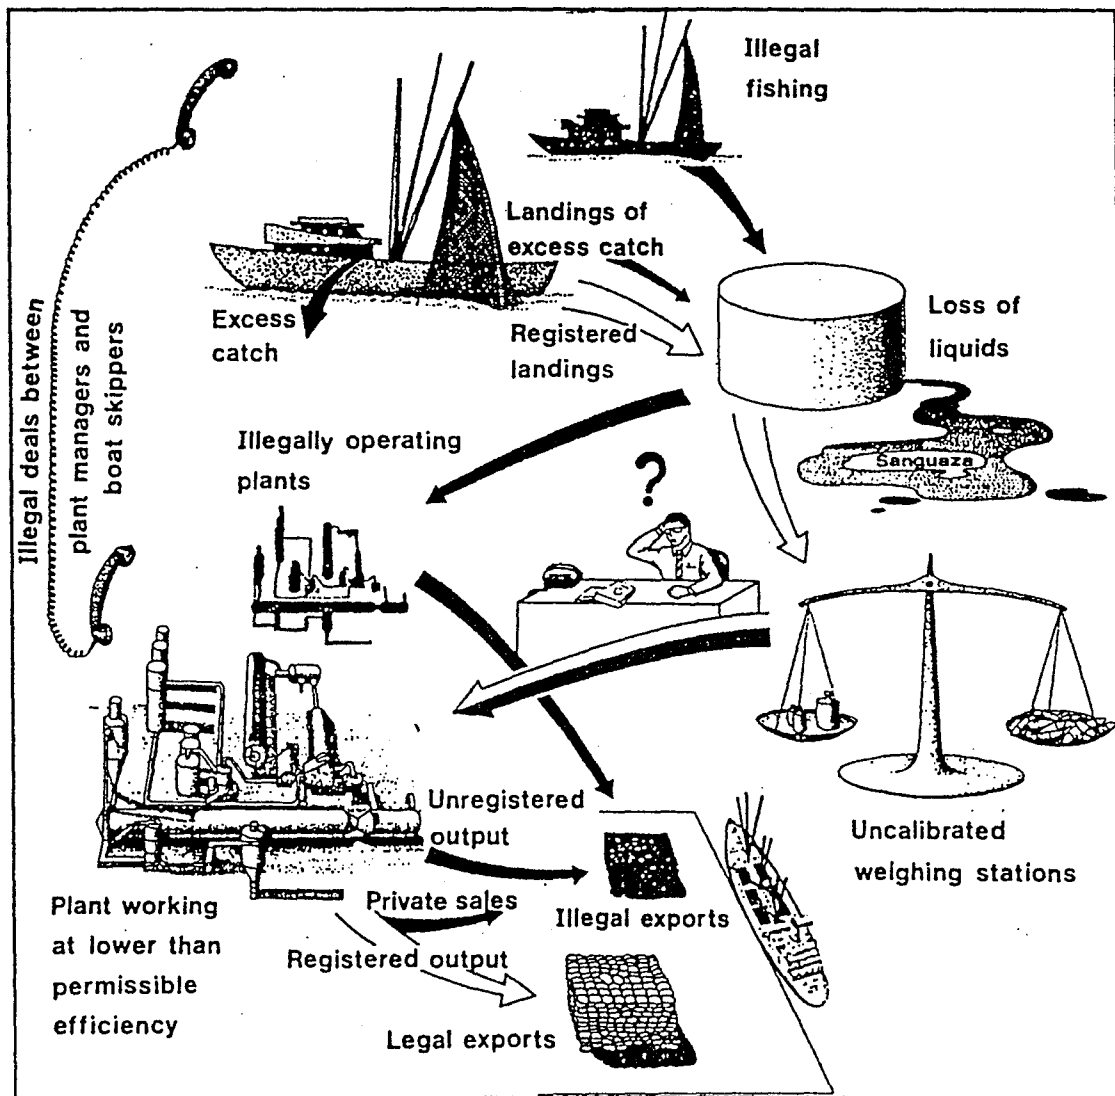 Illegal
fishing
Landings of
excess catch
Excess
catch
Registered
landings
Loss of
liquids
Illegal deals between
plant managers and
boat skippers
Illegally operating
plants
?
Sanguaza
Uncalibrated
weighing stations
Unregistered
output
Private sales
Illegal exports
Registered output
Legal exports
Plant working
at lower than
permissible
efficiency